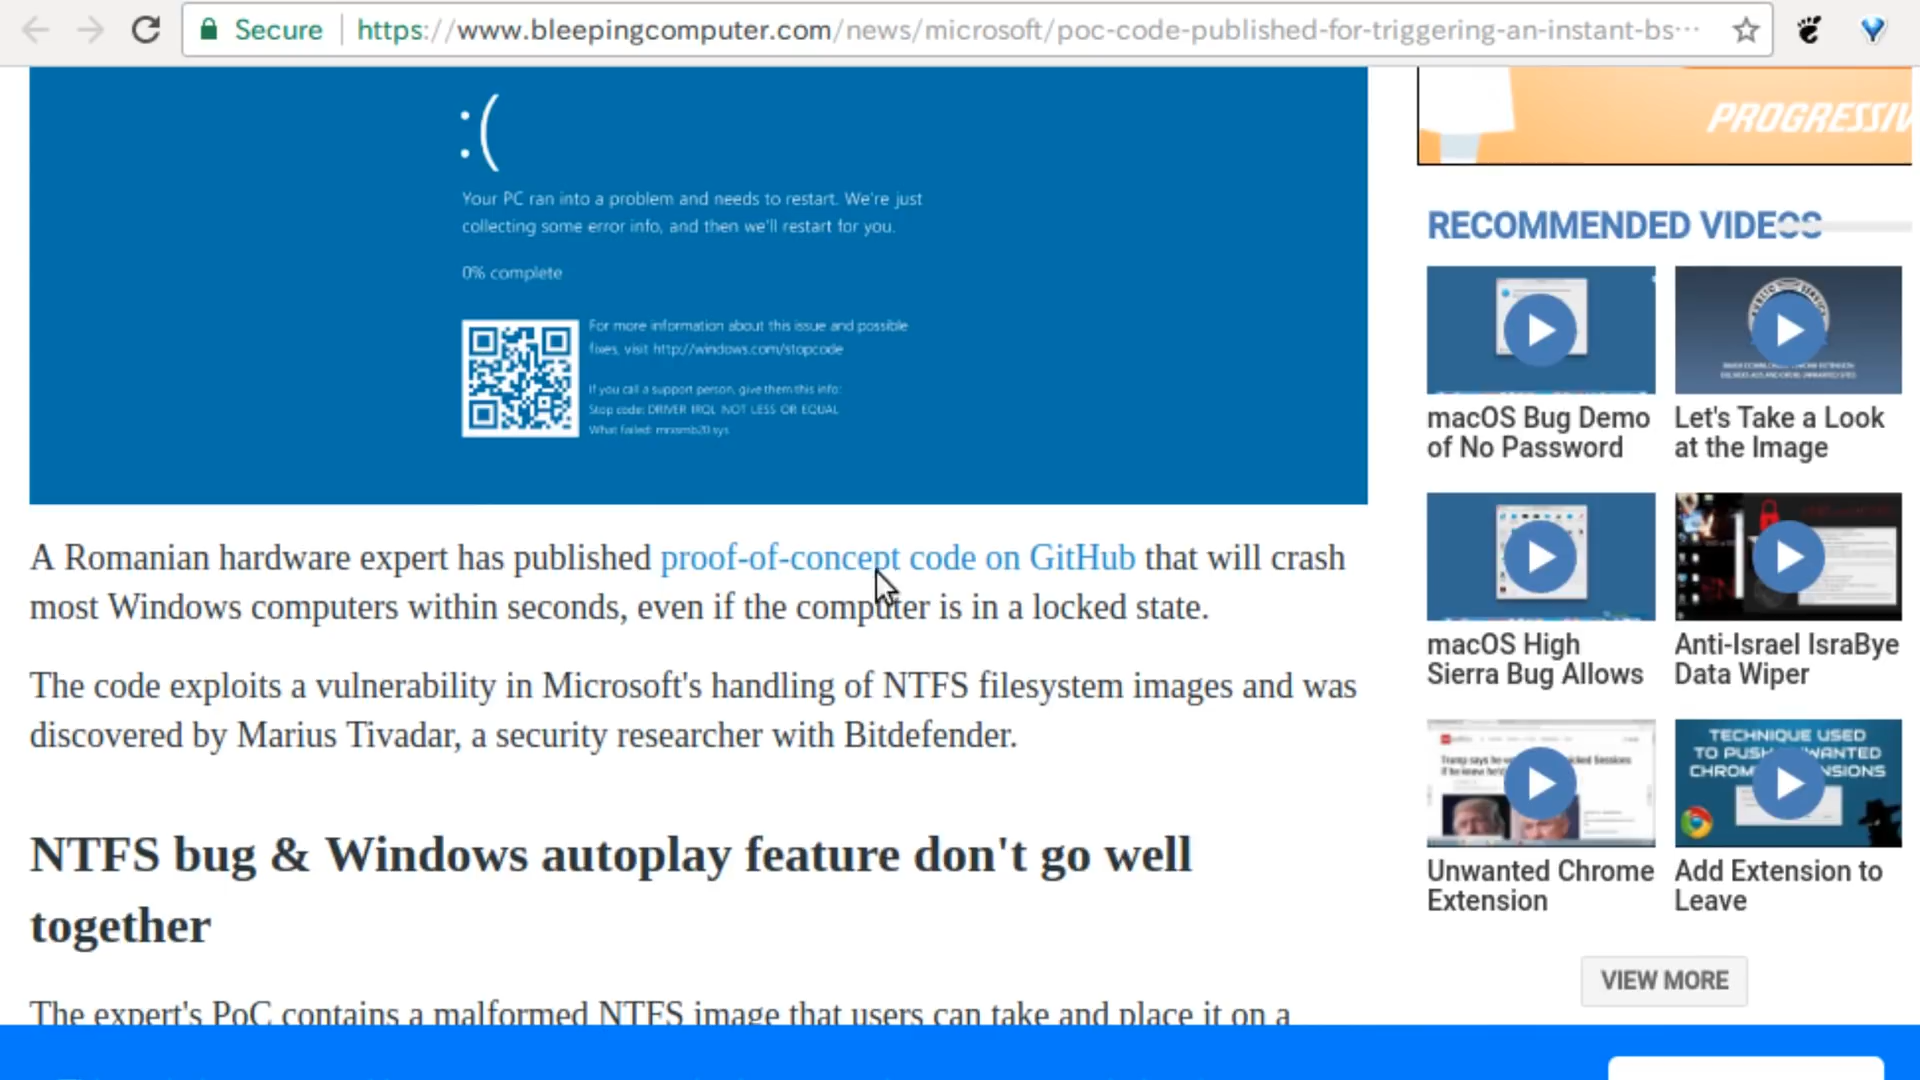 Secure https://www.bleepingcomputer.com/news/microsoft/poc-code-published-for-triggering-an-instant-bs…
:(
Your PC ran into a problem and needs to restart. We're just
collecting some error info, and then we'll restart for you.
0% complete
For more information about this issue and possible
fixes, visit http://windows.com/stopcode
If you call a support person, give them this info:
Stop code: DRIVER IRQL NOT LESS OR EQUAL
What failed: mrxsmb20.sys
A Romanian hardware expert has published proof-of-concept code on GitHub that will crash
most Windows computers within seconds, even if the computer is in a locked state.
The code exploits a vulnerability in Microsoft's handling of NTFS filesystem images and was
discovered by Marius Tivadar, a security researcher with Bitdefender.
NTFS bug & Windows autoplay feature don't go well
together
The expert's PoC contains a malformed NTFS image that users can take and place it on a
PROGRESSIV
RECOMMENDED VIDEOS
macOS Bug Demo
of No Password
Let's Take a Look
at the Image
macOS High
Sierra Bug Allows
Anti-Israel IsraBye
Data Wiper
Unwanted Chrome
Extension
TECHNIQUE USED
Add Extension to
Leave
VIEW MORE